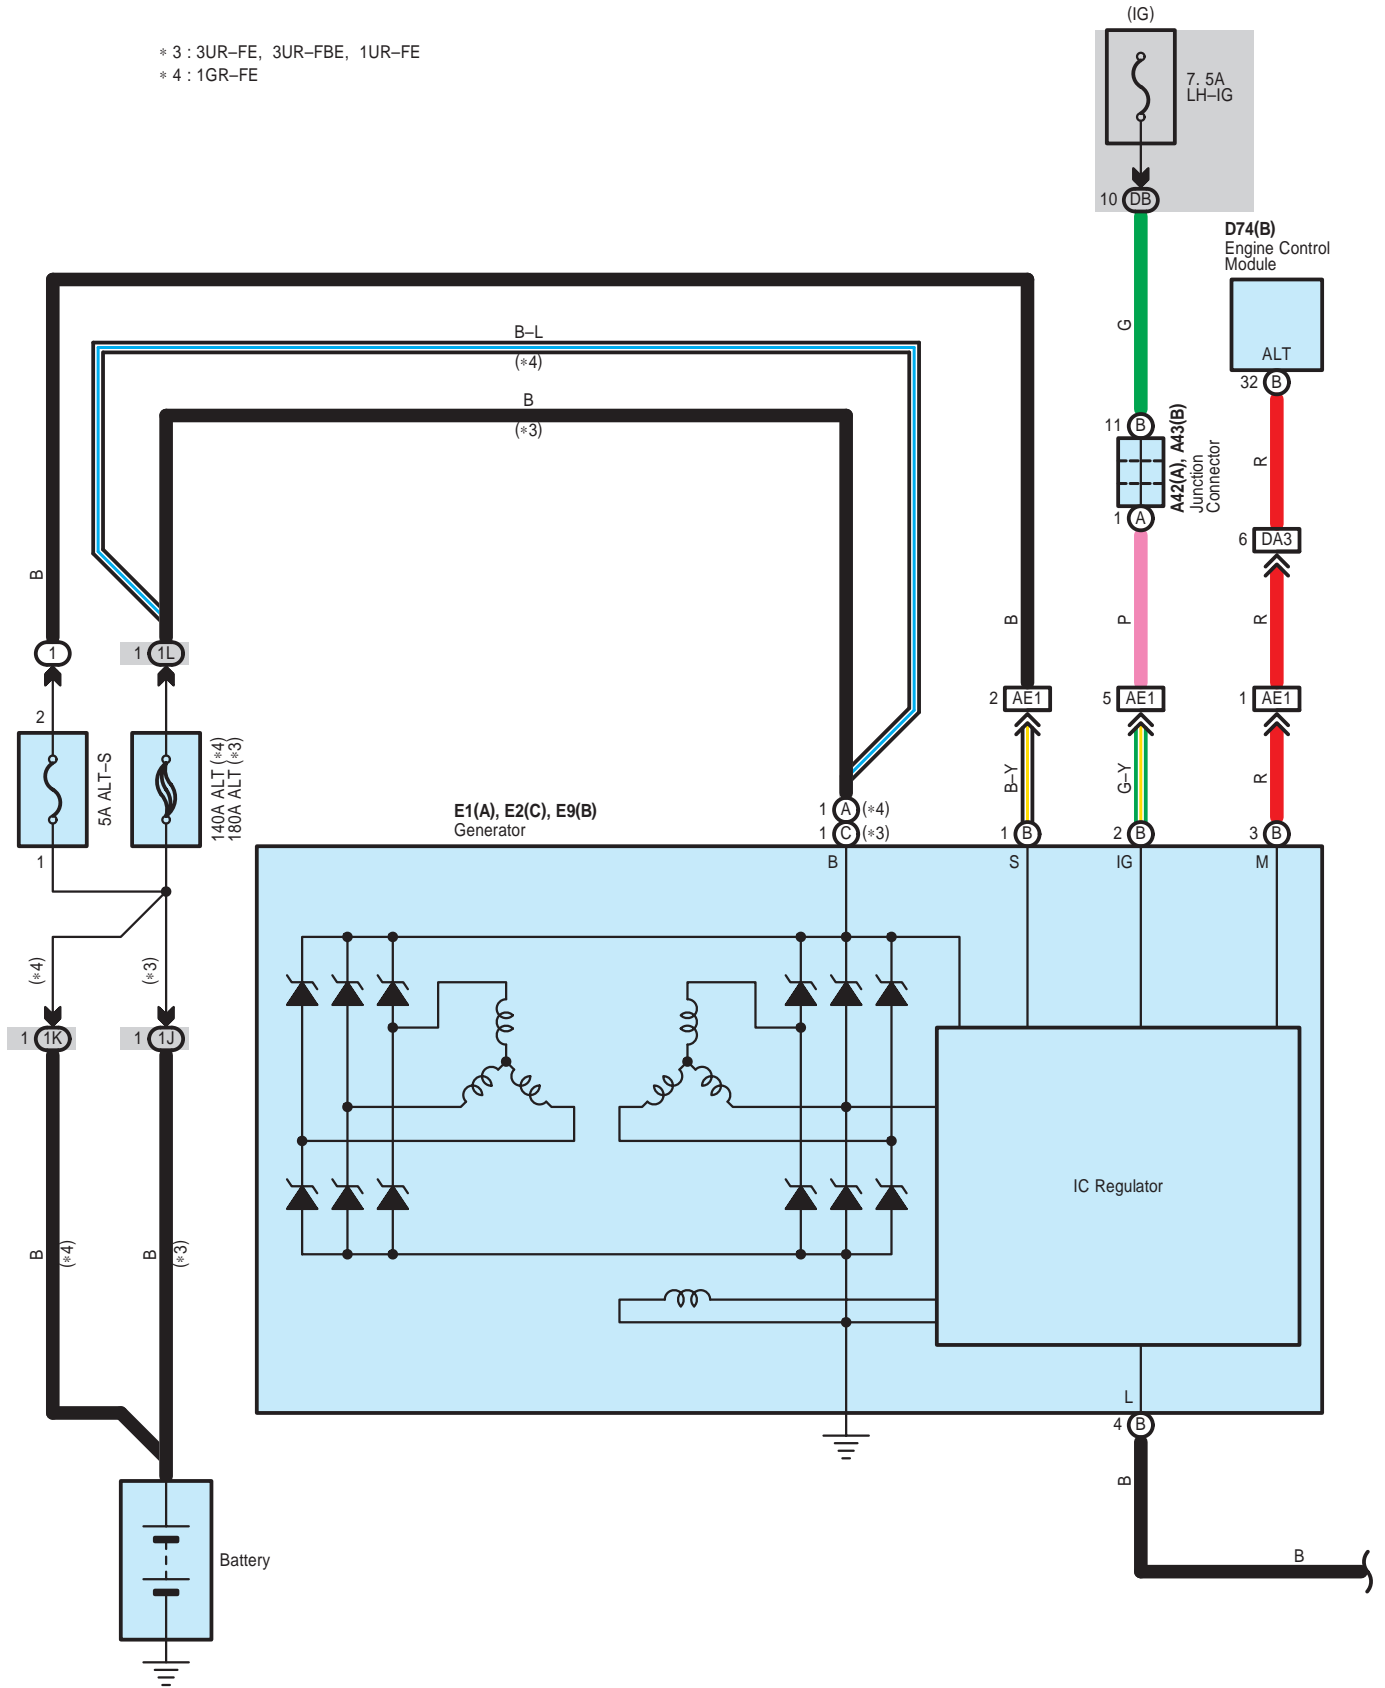 (IG)
∗ 3 : 3UR–FE, 3UR–FBE, 1UR–FE
∗ 4 : 1GR–FE
7. 5A
LH–IG
10 DB
D74(B)
Engine Control
Module
ALT
32 B
G
B–L
(∗4)
B
(∗3)
11 B
A42(A), A43(B)
Junction
Connector
1 A
R
6 DA3
B
B
P
R
1
1 1L
2 AE1
5 AE1
1 AE1
2
5A ALT–S
140A ALT (∗4)
180A ALT (∗3)
B–Y
G–Y
R
E1(A), E2(C), E9(B)
Generator
1 A (∗4)
1 C (∗3)
1 B
2 B
3 B
1
B
S
IG
M
(∗4)
(∗3)
1 1K
1 1J
IC Regulator
B
(∗4)
B
(∗3)
L
4 B
B
Battery
B